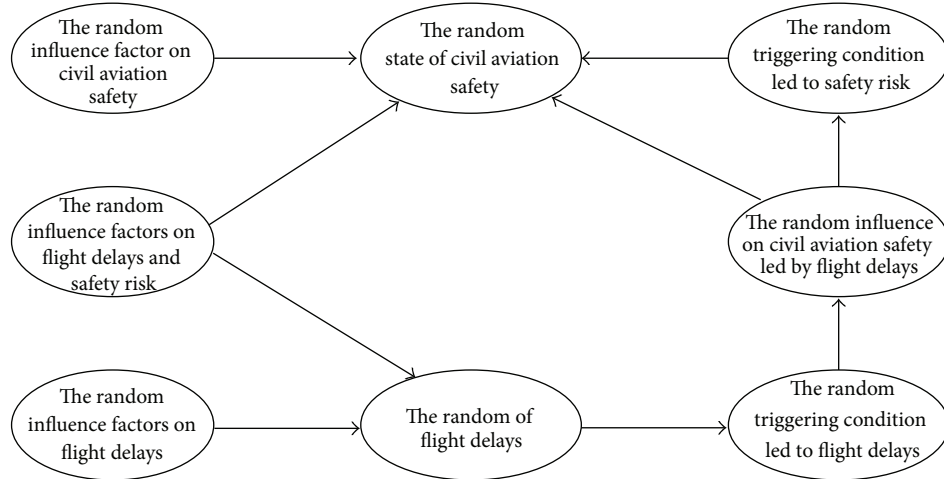 The random
influence factor on
civil aviation
safety
The random
state of civil aviation
safety
The random
triggering condition
led to safety risk
The random
influence factors on
flight delays and
safety risk
The random influence
on civil aviation safety
led by flight delays
The random
influence factors on
flight delays
The random of
flight delays
The random
triggering condition
led to flight delays